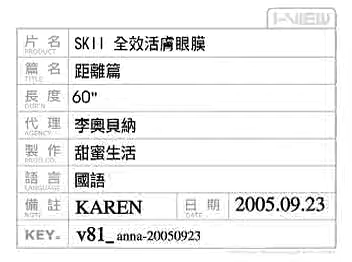 I-VIEW
片名 PRODUCT SKII 全效活膚眼膜
篇名 TITLE 距離篇
長度 DUR'N 60"
代理 AGENCY 李奧貝納
製作 PROD.CO. 甜蜜生活
語言 LANGUAGE 國語
備註 NOTE KAREN 日期 DATE 2005.09.23
KEY# v81_anna-20050923